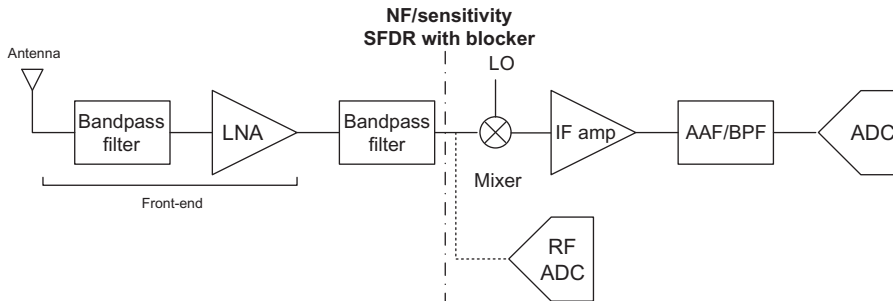 NF/sensitivity
SFDR with blocker
Antenna
LO
Bandpass
filter
LNA
Bandpass
filter
IF amp
AAF/BPF
ADC
Mixer
Front-end
RF
ADC